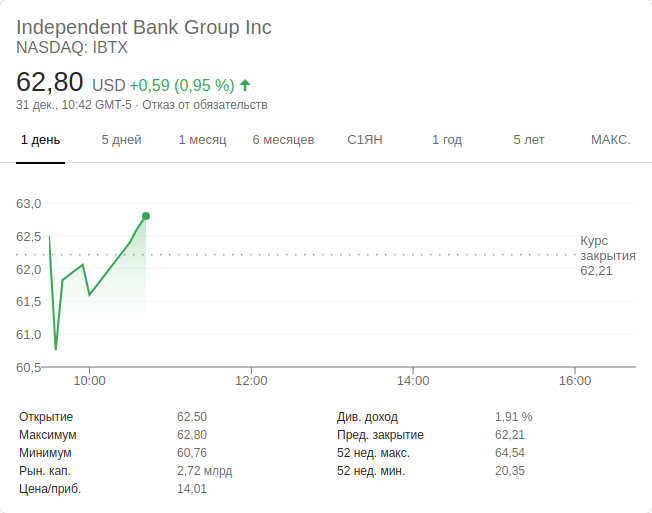 Independent Bank Group Inc
NASDAQ: IBTX
62,80 USD +0,59 (0,95 %)
31 дек., 10:42 GMT-5 · Отказ от обязательств
1 день 5 дней 1 месяц 6 месяцев С1ЯН 1 год 5 лет МАКС.
63,0
62,5
62,0
61,5
61,0
60,5
Курс
закрытия
62,21
10:00 12:00 14:00 16:00
Открытие 62,50 Див. доход 1,91 %
Максимум 62,80 Пред. закрытие 62,21
Минимум 60,76 52 нед. макс. 64,54
Рын. кап. 2,72 млрд 52 нед. мин. 20,35
Цена/приб. 14,01